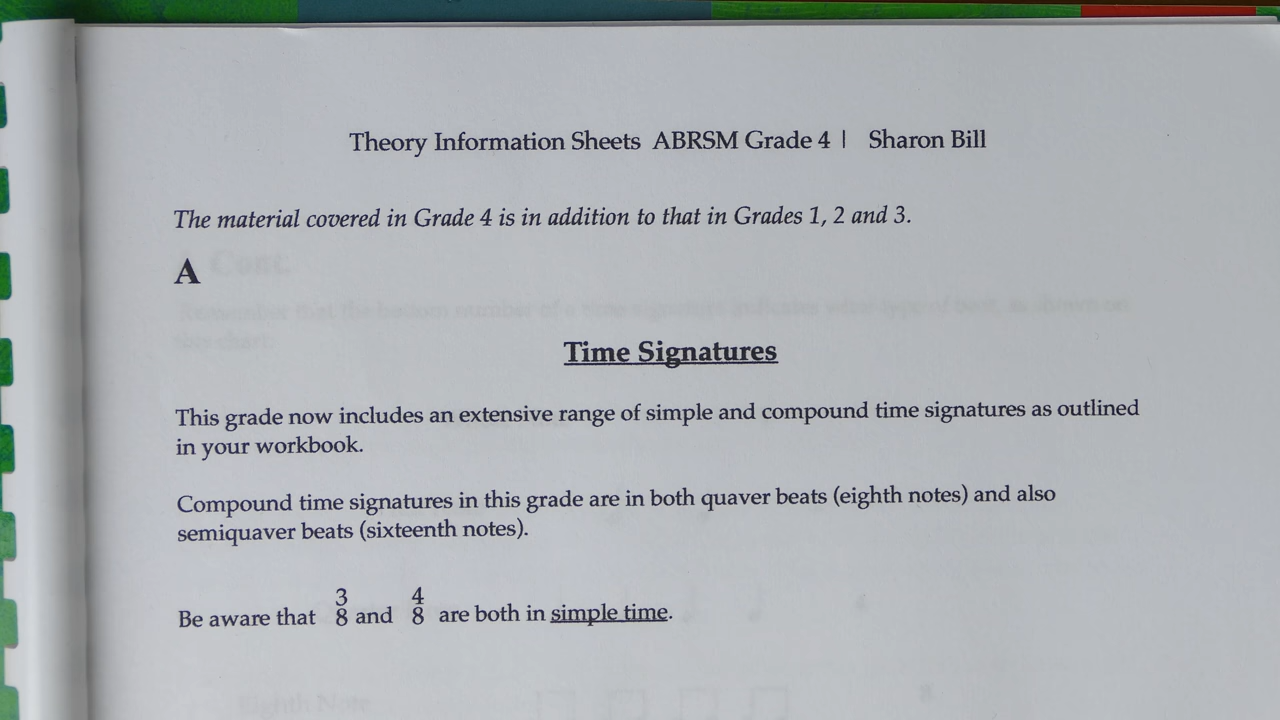 Theory Information Sheets ABRSM Grade 4 | Sharon Bill
The material covered in Grade 4 is in addition to that in Grades 1, 2 and 3.
A
Time Signatures
This grade now includes an extensive range of simple and compound time signatures as outlined
in your workbook.
Compound time signatures in this grade are in both quaver beats (eighth notes) and also
semiquaver beats (sixteenth notes).
Be aware that 3/8 and 4/8 are both in simple time.